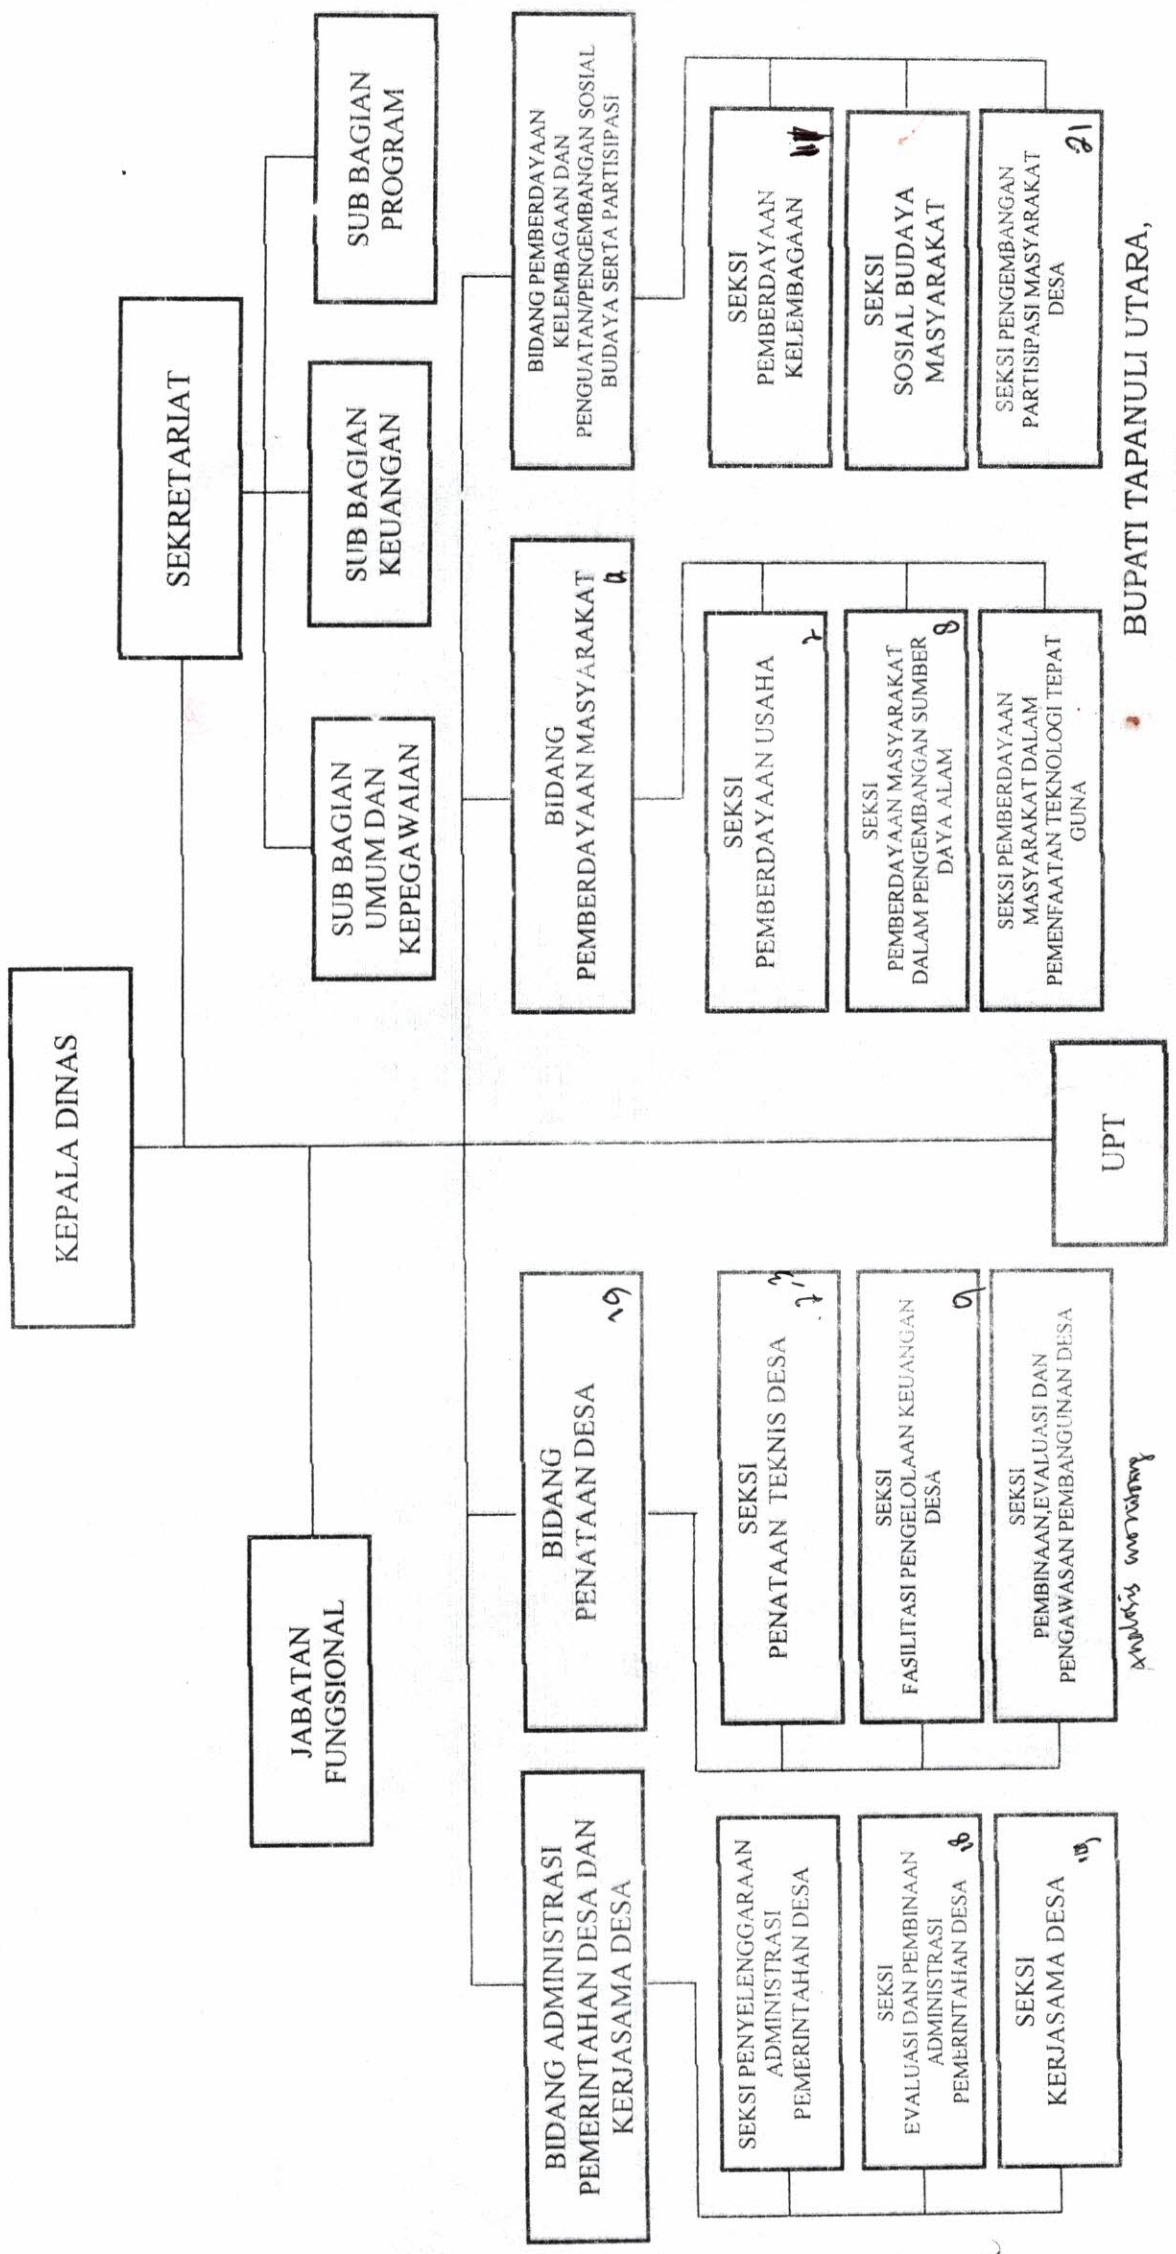 KEPALA DINAS
SEKRETARIAT
JABATAN
FUNGSIONAL
SUB BAGIAN
UMUM DAN
KEPEGAWAIAN
SUB BAGIAN
KEUANGAN
SUB BAGIAN
PROGRAM
BIDANG ADMINISTRASI
PEMERINTAHAN DESA DAN
KERJASAMA DESA
BIDANG
PENATAAN DESA
19
BIDANG
PEMBERDAYAAN MASYARAKAT
BIDANG PEMBERDAYAAN
KELEMBAGAAN DAN
PENGUATAN/PENGEMBANGAN SOSIAL
BUDAYA SERTA PARTISIPASI
SEKSI PENYELENGGARAAN
ADMINISTRASI
PEMERINTAHAN DESA
SEKSI
EVALUASI DAN PEMBINAAN
ADMINISTRASI
PEMERINTAHAN DESA
18
SEKSI
KERJASAMA DESA
SEKSI
PENATAAN TEKNIS DESA
SEKSI
FASILITASI PENGELOLAAN KEUANGAN
DESA
9
SEKSI
PEMBINAAN,EVALUASI DAN
PENGAWASAN PEMBANGUNAN DESA
SEKSI
PEMBERDAYAAN USAHA
7
SEKSI
PEMBERDAYAAN MASYARAKAT
DALAM PENGEMBANGAN SUMBER
DAYA ALAM
8
SEKSI PEMBERDAYAAN
MASYARAKAT DALAM
PEMENFAATAN TEKNOLOGI TEPAT
GUNA
SEKSI
PEMBERDAYAAN
KELEMBAGAAN
SEKSI
SOSIAL BUDAYA
MASYARAKAT
SEKSI PENGEMBANGAN
PARTISIPASI MASYARAKAT
DESA
21
UPT
BUPATI TAPANULI UTARA,